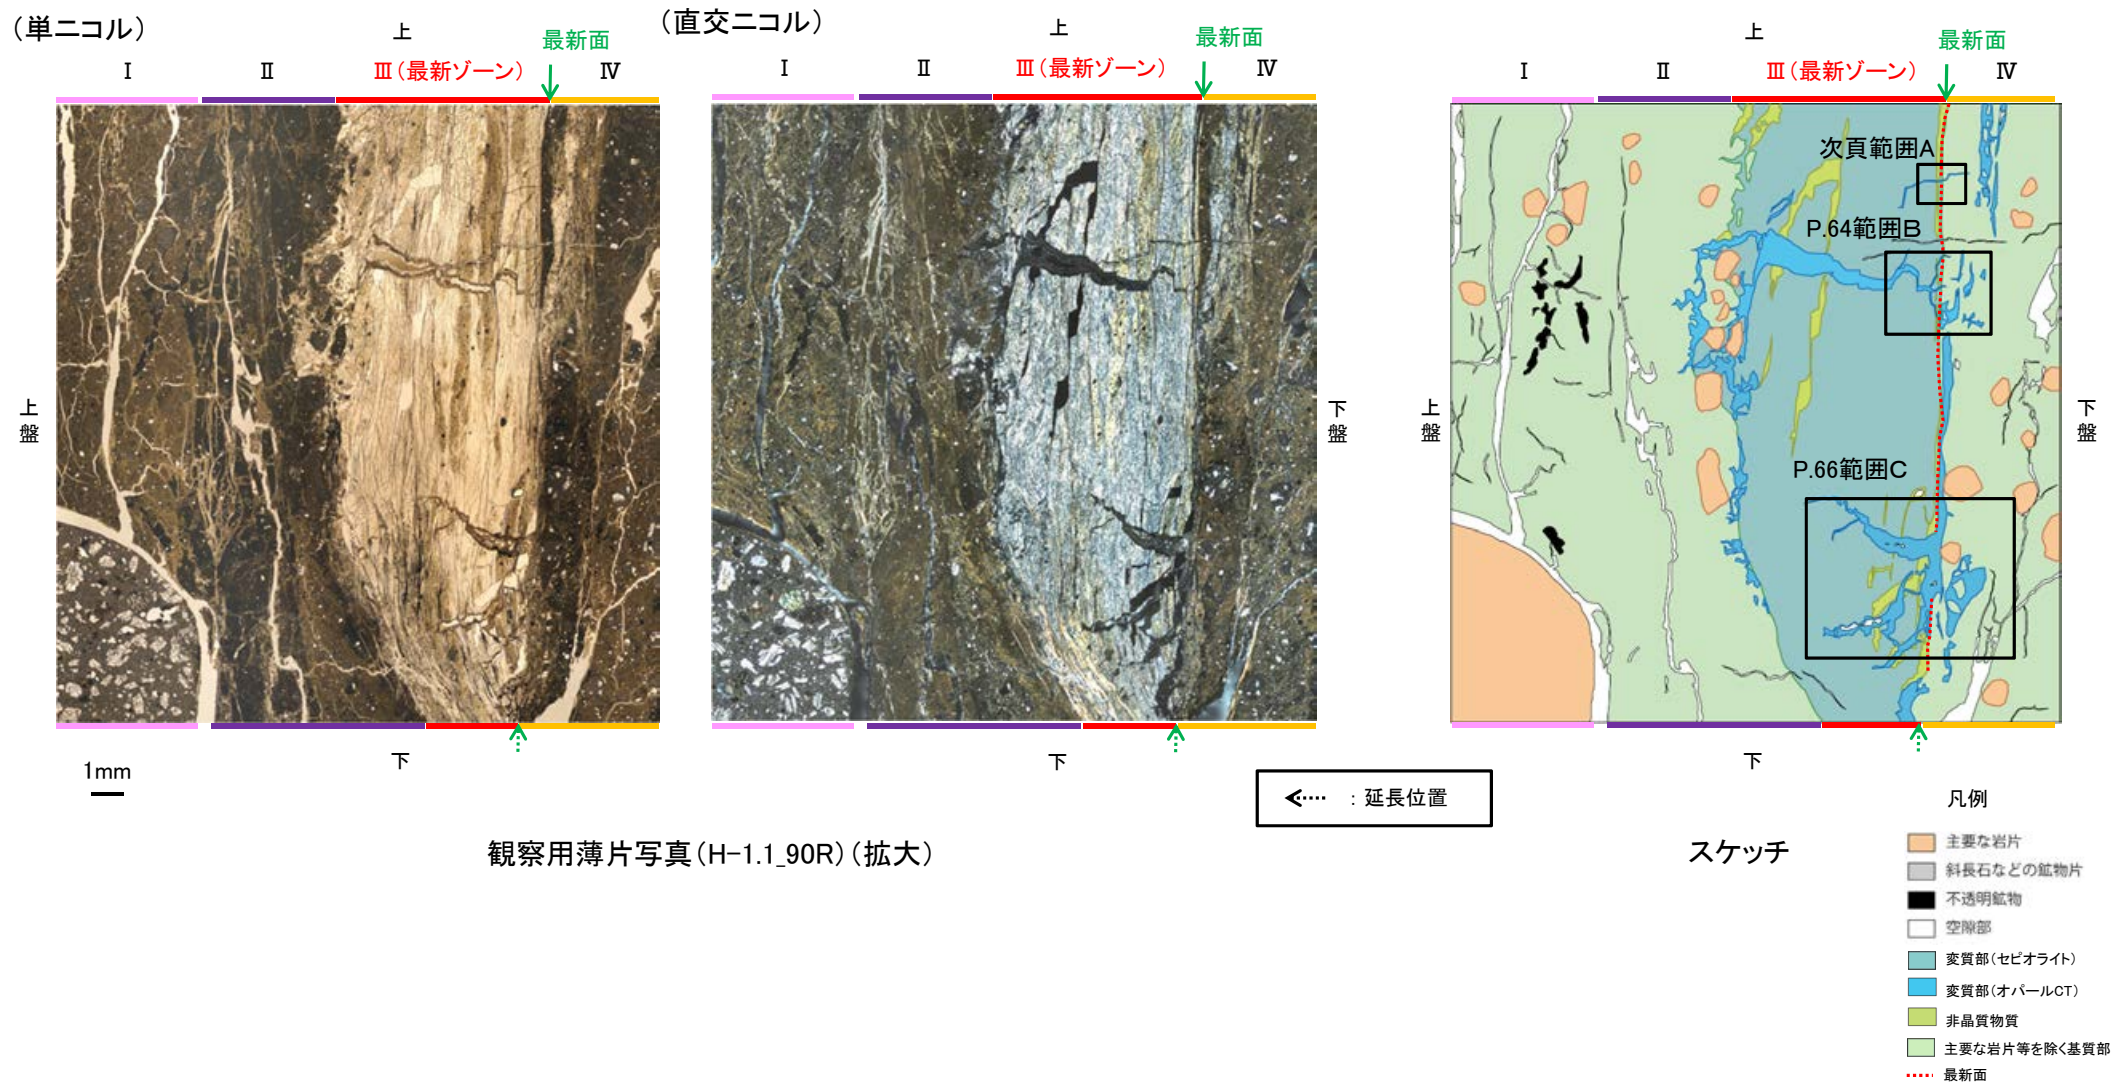 (単ニコル)
上
最新面
Ⅰ
Ⅱ
Ⅲ(最新ゾーン)
Ⅳ
上盤
下
1mm
(直交ニコル)
上
最新面
Ⅰ
Ⅱ
Ⅲ(最新ゾーン)
Ⅳ
下盤
下
観察用薄片写真(H-1.1_90R)(拡大)
：延長位置
上
最新面
Ⅰ
Ⅱ
Ⅲ(最新ゾーン)
Ⅳ
次頁範囲A
P.64範囲B
P.66範囲C
上盤
下盤
下
スケッチ
凡例
主要な岩片
斜長石などの鉱物片
不透明鉱物
空隙部
変質部(セピオライト)
変質部(オパールCT)
非晶質物質
主要な岩片等を除く基質部
最新面